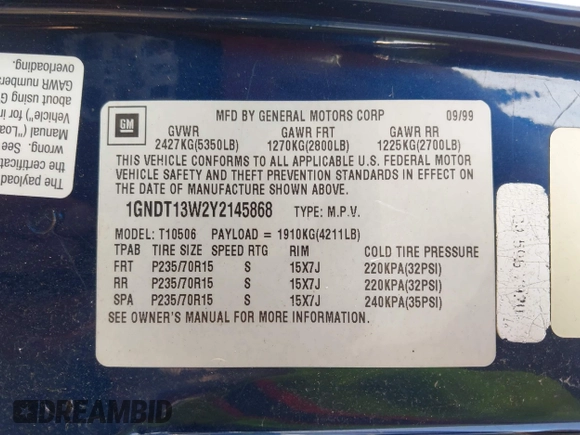 GM
MFD BY GENERAL MOTORS CORP 09/99
GVWR GAWR FRT GAWR RR
2427KG(5350LB) 1270KG(2800LB) 1225KG(2700LB)
THIS VEHICLE CONFORMS TO ALL APPLICABLE U.S. FEDERAL MOTOR
VEHICLE SAFETY AND THEFT PREVENTION STANDARDS IN EFFECT ON
THE DATE OF MANUFACTURE SHOWN ABOVE.
1GNDT13W2Y2145868 TYPE: M.P.V.
MODEL: T10506 PAYLOAD = 1910KG(4211LB)
TPAB TIRE SIZE SPEED RTG RIM COLD TIRE PRESSURE
FRT P235/70R15 S 15X7J 220KPA(32PSI)
RR P235/70R15 S 15X7J 220KPA(32PSI)
SPA P235/70R15 S 15X7J 240KPA(35PSI)
SEE OWNER'S MANUAL FOR MORE INFORMATION.
The payload
the certificat
wrong. See
Manual ("Loa
Vehicle") for in
about using G
GAWR numbers
overloading.
DREAMBID